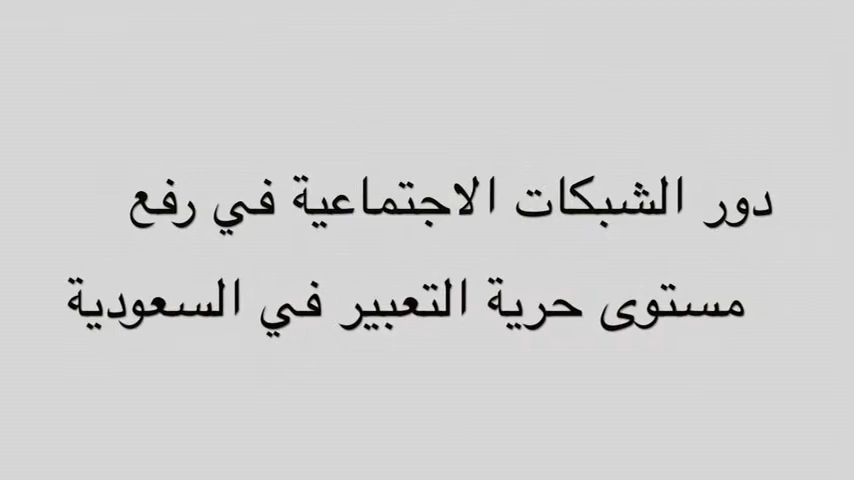 دور الشبكات الاجتماعية في رفع
مستوى حرية التعبير في السعودية